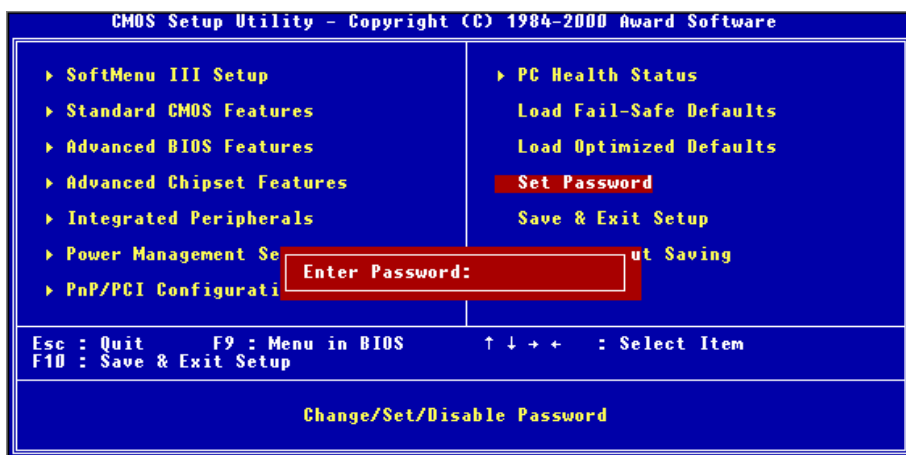 CMOS Setup Utility - Copyright (C) 1984-2000 Award Software
▸ SoftMenu III Setup
▸ Standard CMOS Features
▸ Advanced BIOS Features
▸ Advanced Chipset Features
▸ Integrated Peripherals
▸ Power Management Se
▸ PnP/PCI Configurati
▸ PC Health Status
Load Fail-Safe Defaults
Load Optimized Defaults
Set Password
Save & Exit Setup
ut Saving
Enter Password:
Esc : Quit F9 : Menu in BIOS ↑ ↓ → ← : Select Item
F10 : Save & Exit Setup
Change/Set/Disable Password